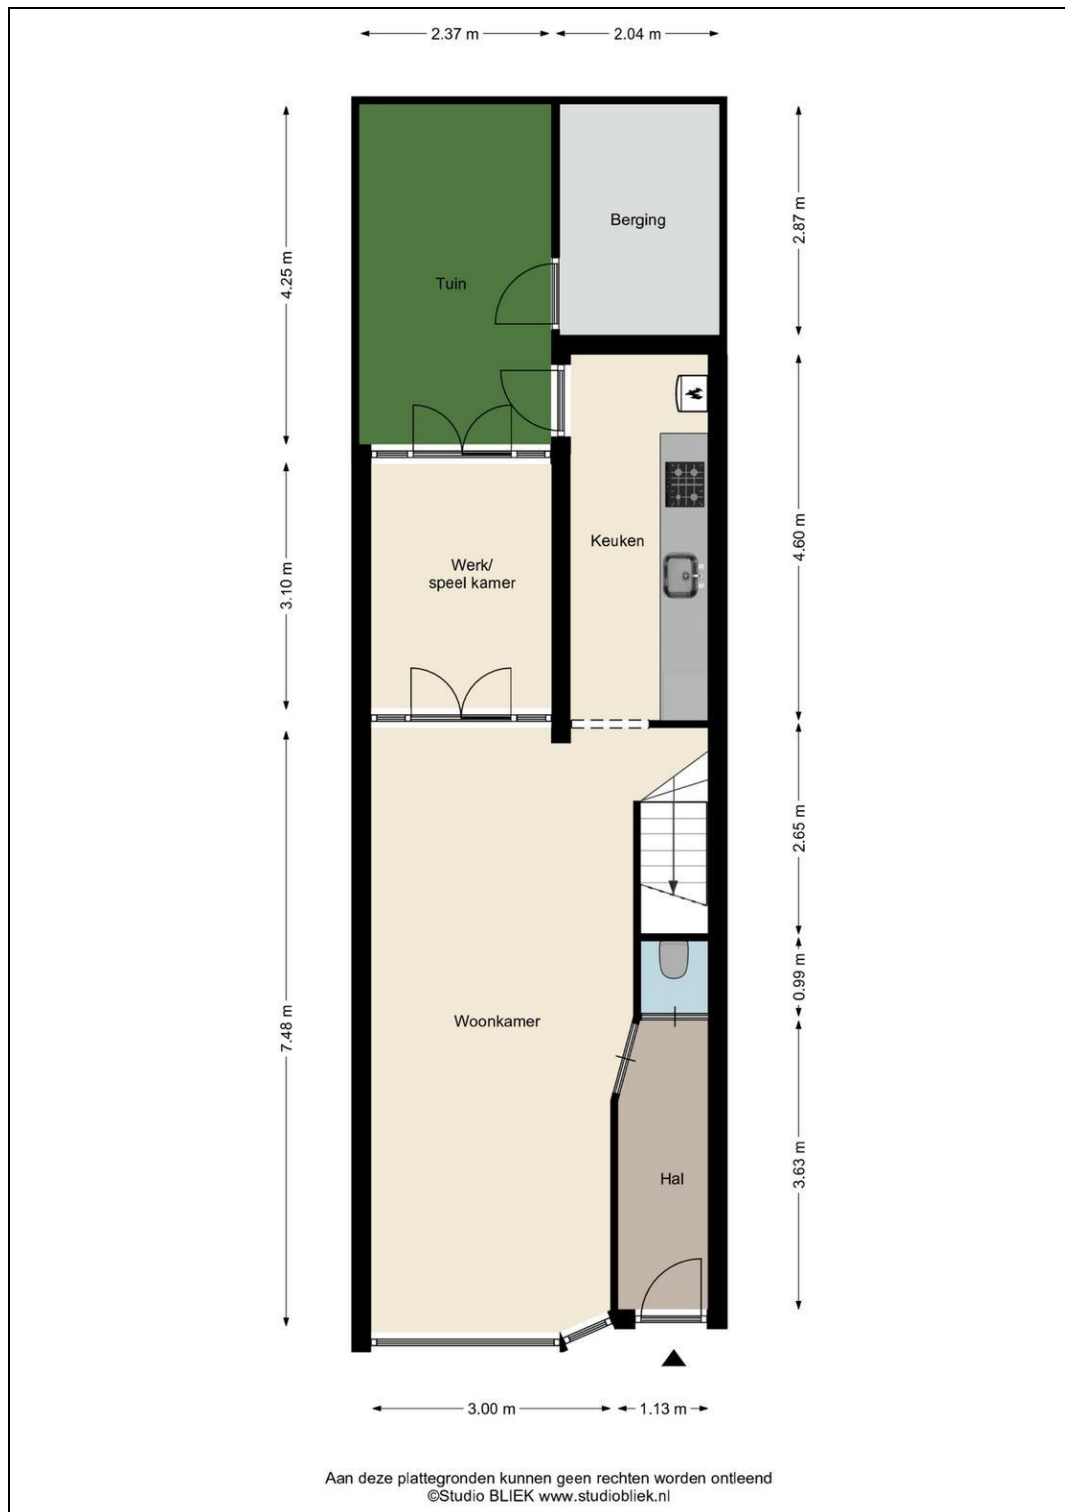 2.37 m
2.04 m
Berging
2.87 m
4.25 m
Tuin
Keuken
4.60 m
Werk/
speel kamer
3.10 m
2.65 m
0.99 m
7.48 m
Woonkamer
3.63 m
Hal
3.00 m
1.13 m
Aan deze plattegronden kunnen geen rechten worden ontleend
©Studio BLIEK www.studiobliek.nl